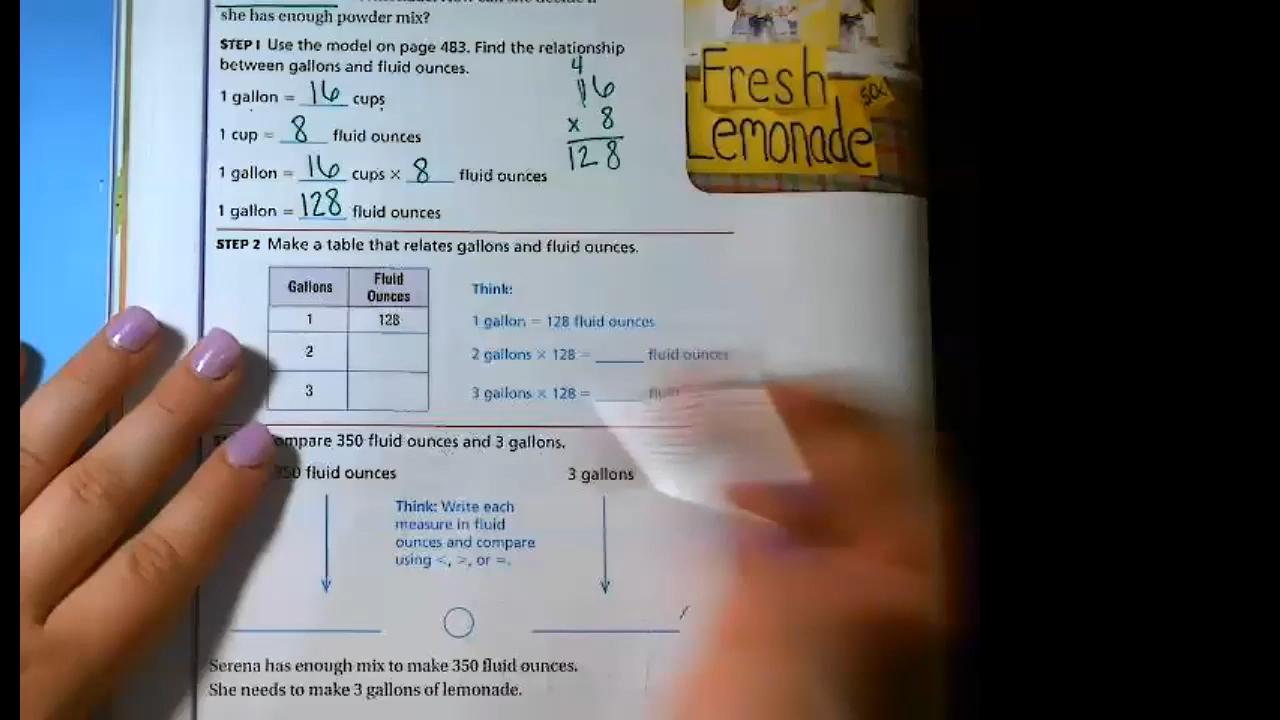 she has enough powder mix?
STEP 1 Use the model on page 483. Find the relationship
between gallons and fluid ounces.
1 gallon = 16 cups
1 cup = 8 fluid ounces
1 gallon = 16 cups × 8 fluid ounces
1 gallon = 128 fluid ounces
4
16
x 8
128
Fresh
Lemonade
50¢
STEP 2 Make a table that relates gallons and fluid ounces.
Gallons Fluid Ounces
1 128
2
3
Think:
1 gallon = 128 fluid ounces
2 gallons × 128 = ____ fluid ounces
3 gallons × 128 = ____
ompare 350 fluid ounces and 3 gallons.
350 fluid ounces
3 gallons
Think: Write each
measure in fluid
ounces and compare
using <, >, or =.
Serena has enough mix to make 350 fluid ounces.
She needs to make 3 gallons of lemonade.